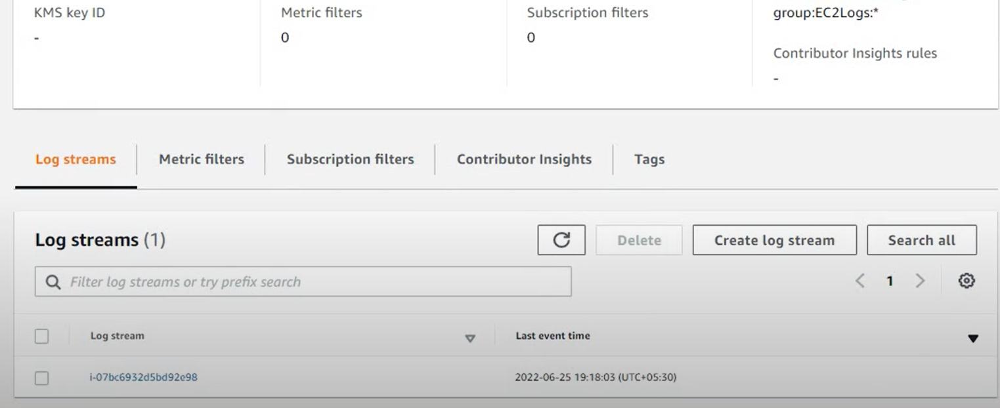 KMS key ID
-
Metric filters
0
Subscription filters
0
group:EC2Logs:*
Contributor Insights rules
-
Log streams
Metric filters
Subscription filters
Contributor Insights
Tags
Log streams (1)
Delete
Create log stream
Search all
Filter log streams or try prefix search
1
Log stream
Last event time
i-07bc6932d5bd92e98
2022-06-25 19:18:03 (UTC+05:30)